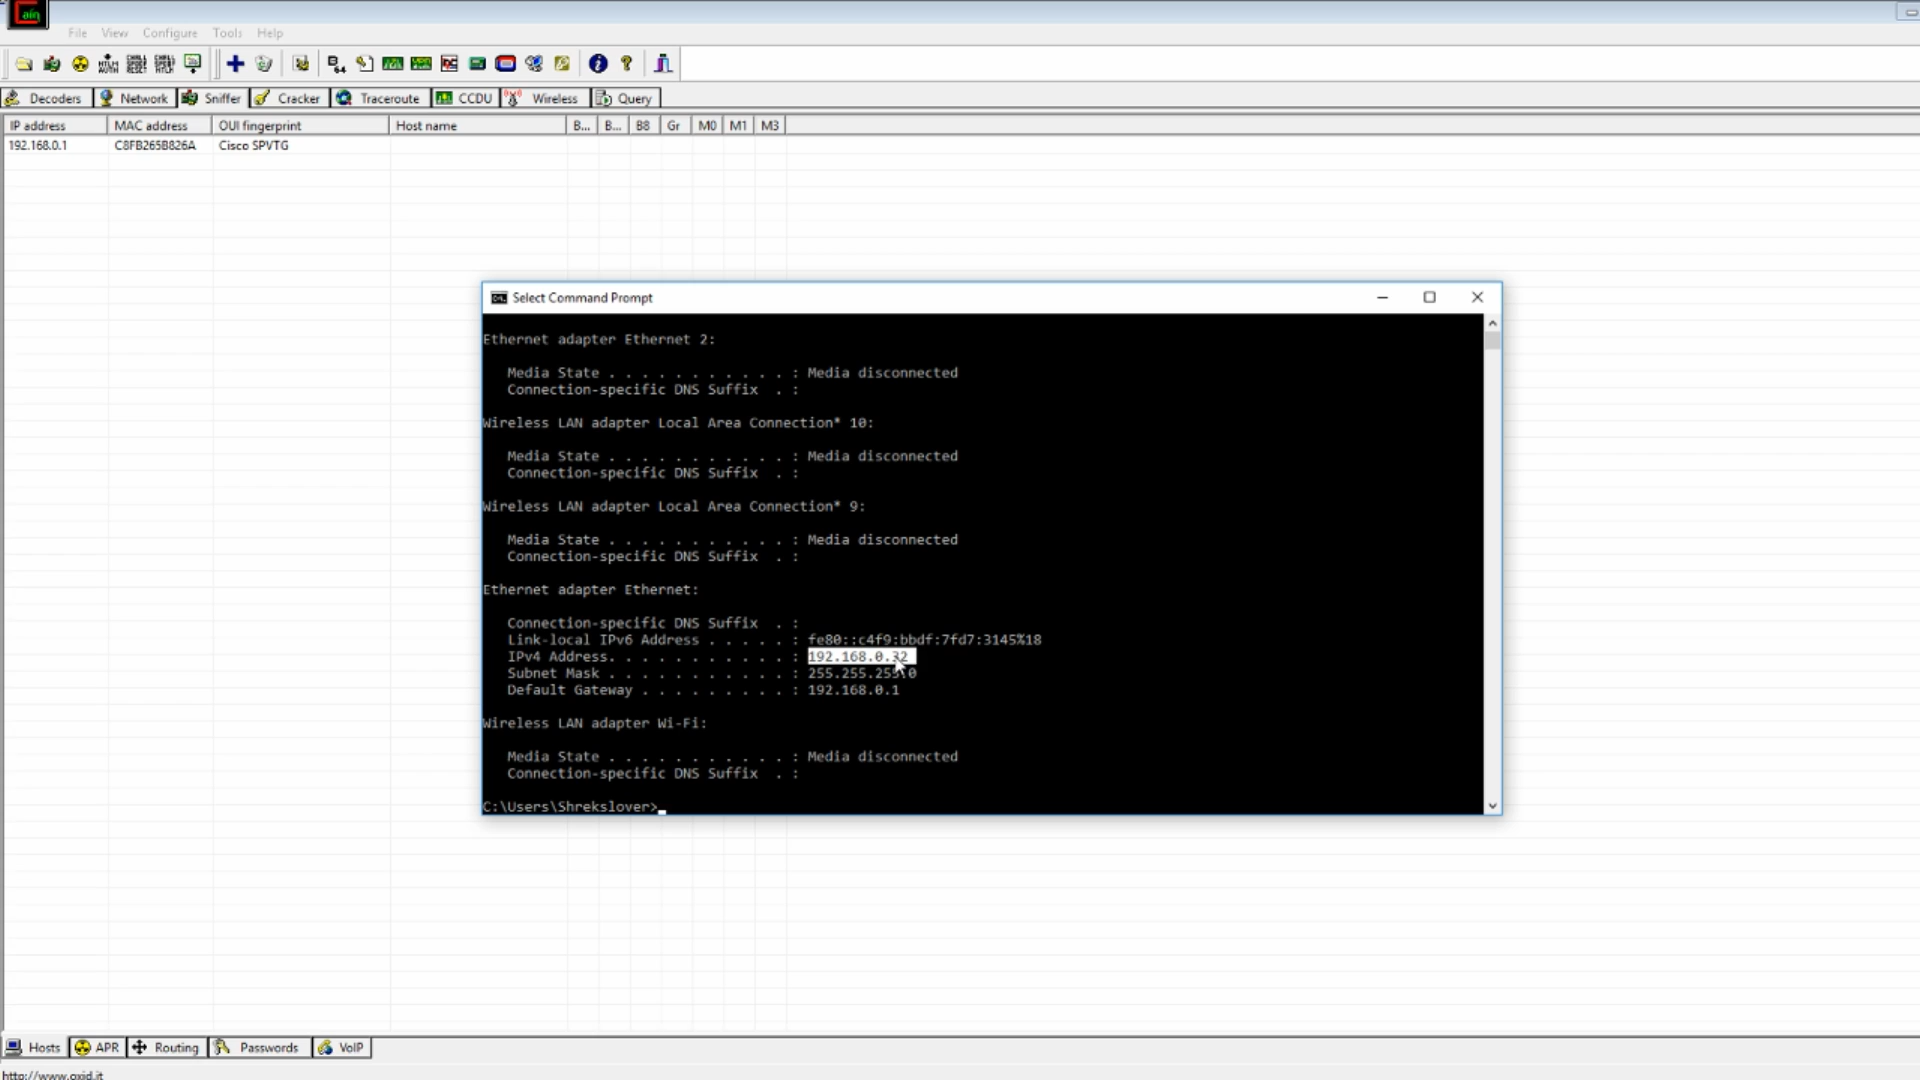 Cain
File View Configure Tools Help
Decoders Network Sniffer Cracker Traceroute CCDU Wireless Query
IP address MAC address OUI fingerprint Host name B... B... B8 Gr M0 M1 M3
192.168.0.1 C8FB265B826A Cisco SPVTG
Select Command Prompt
Ethernet adapter Ethernet 2:
Media State . . . . . . . . . . . : Media disconnected
Connection-specific DNS Suffix . :
Wireless LAN adapter Local Area Connection* 10:
Media State . . . . . . . . . . . : Media disconnected
Connection-specific DNS Suffix . :
Wireless LAN adapter Local Area Connection* 9:
Media State . . . . . . . . . . . : Media disconnected
Connection-specific DNS Suffix . :
Ethernet adapter Ethernet:
Connection-specific DNS Suffix . :
Link-local IPv6 Address . . . . . : fe80::c4f9:bbdf:7fd7:3145%18
IPv4 Address. . . . . . . . . . . : 192.168.0.32
Subnet Mask . . . . . . . . . . . : 255.255.255.0
Default Gateway . . . . . . . . . : 192.168.0.1
Wireless LAN adapter Wi-Fi:
Media State . . . . . . . . . . . : Media disconnected
Connection-specific DNS Suffix . :
C:\Users\Shrekslover>
Hosts APR Routing Passwords VoIP
http://www.oxid.it